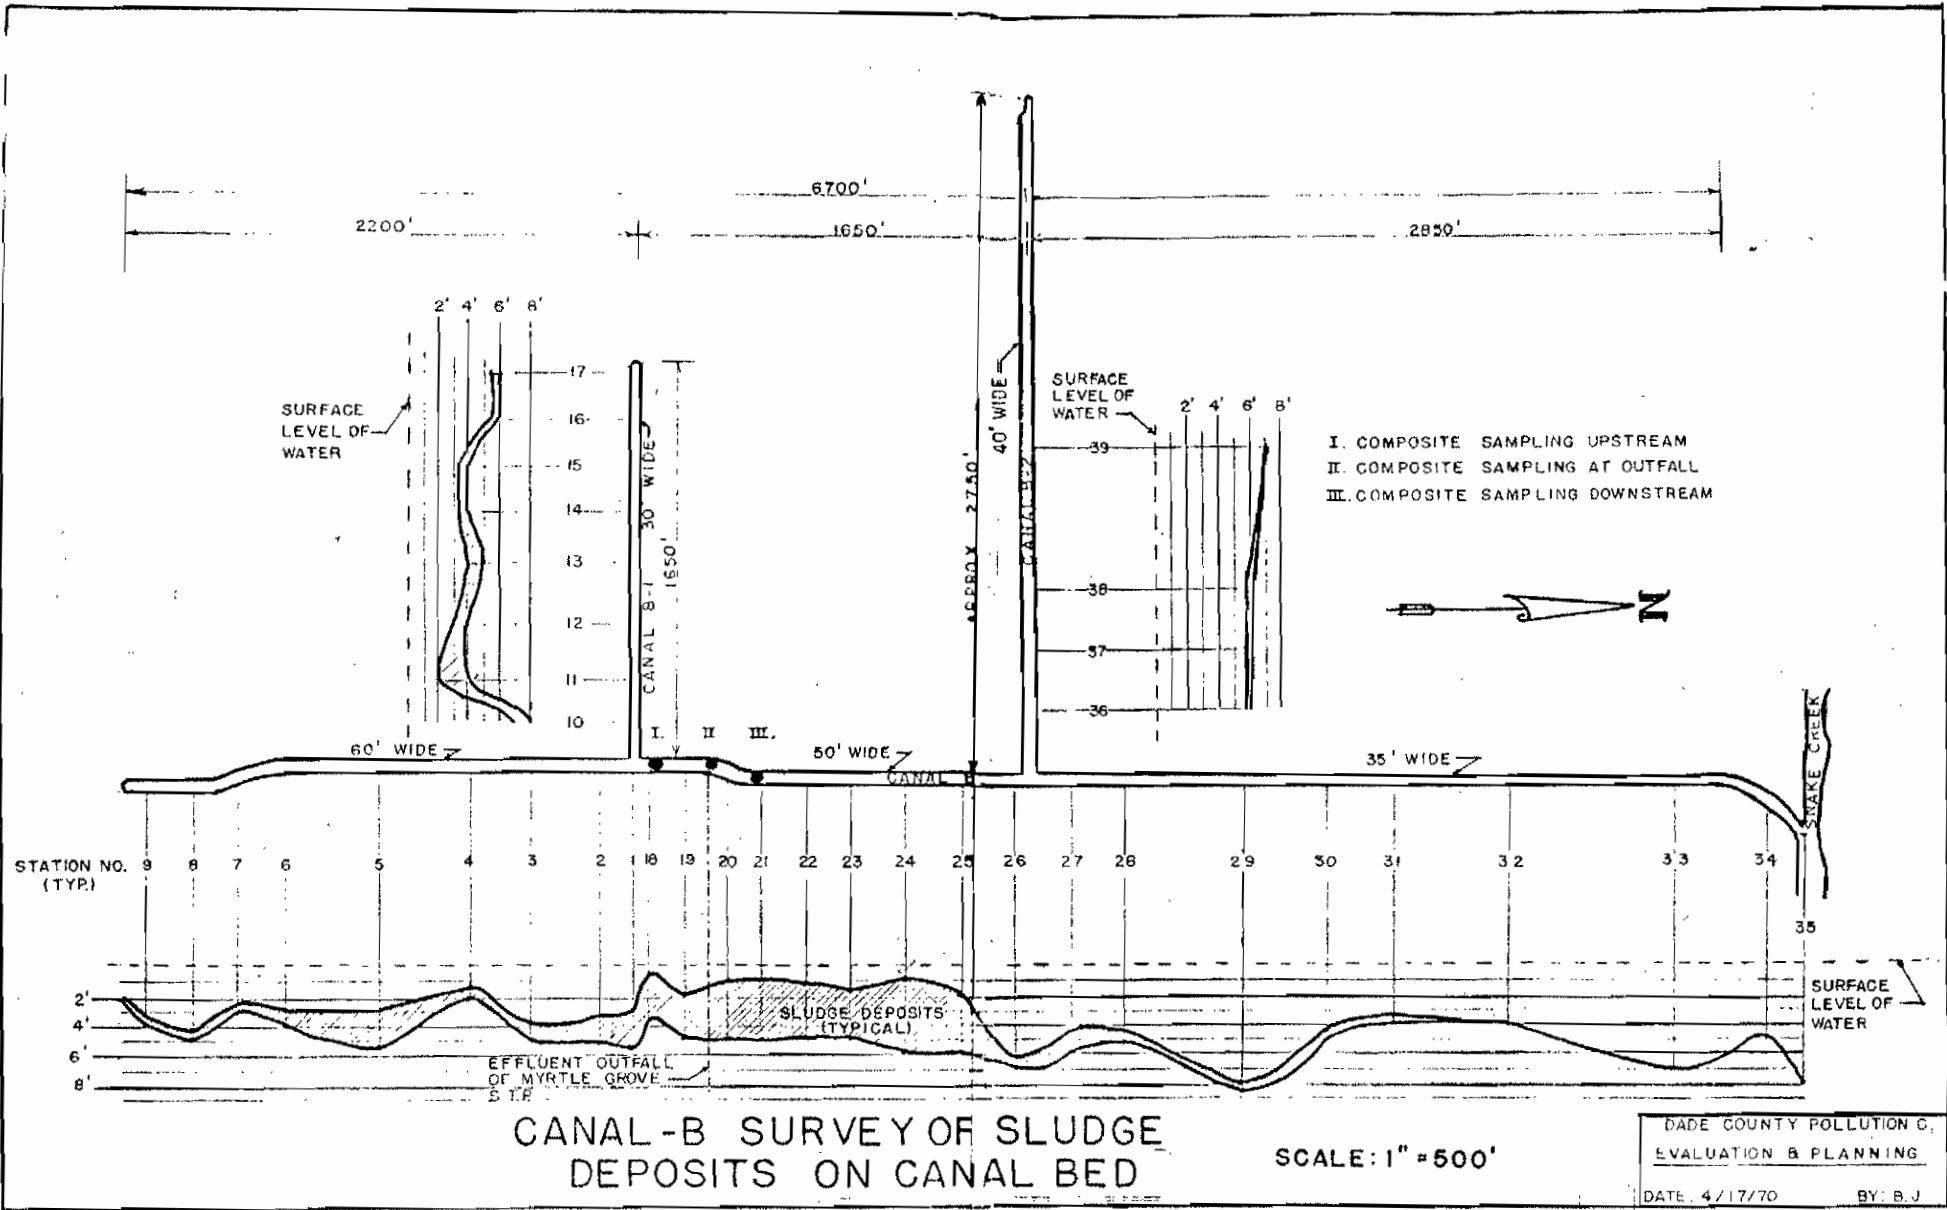 6700'
2200'
1650'
2850'
2' 4' 6' 8'
17
16
15
14
13
12
11
10
SURFACE
LEVEL OF
WATER
30' WIDE
CANAL B-1
1650'
APPROX 2750'
40' WIDE
CANAL B-2
SURFACE
LEVEL OF
WATER
2' 4' 6' 8'
39
38
37
36
I. COMPOSITE SAMPLING UPSTREAM
II. COMPOSITE SAMPLING AT OUTFALL
III. COMPOSITE SAMPLING DOWNSTREAM
N
SNAKE CREEK
I. II III.
60' WIDE
50' WIDE
35' WIDE
CANAL B
STATION NO.
(TYP.)
9 8 7 6 5 4 3 2 1 18 19 20 21 22 23 24 25 26 27 28 29 30 31 32 33 34
35
2'
4'
6'
8'
SLUDGE DEPOSITS
(TYPICAL)
EFFLUENT OUTFALL
OF MYRTLE GROVE
S.T.P.
SURFACE
LEVEL OF
WATER
CANAL-B SURVEY OF SLUDGE
DEPOSITS ON CANAL BED
SCALE: 1" = 500'
DADE COUNTY POLLUTION C.
EVALUATION & PLANNING
DATE: 4/17/70 BY: B.J